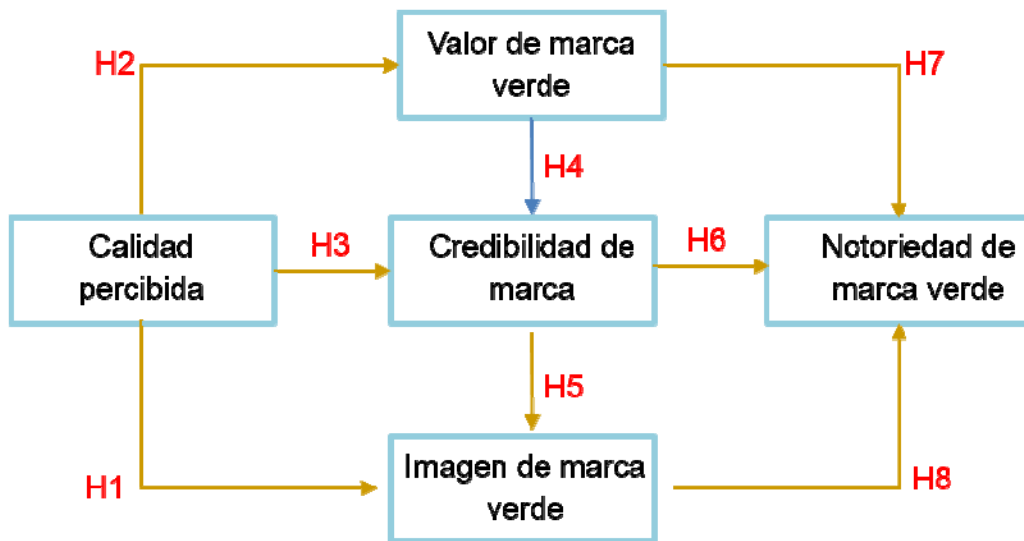 Valor de marca
verde
H2
H7
H4
Calidad
percibida
H3
Credibilidad de
marca
H6
Notoriedad de
marca verde
H5
Imagen de marca
verde
H1
H8